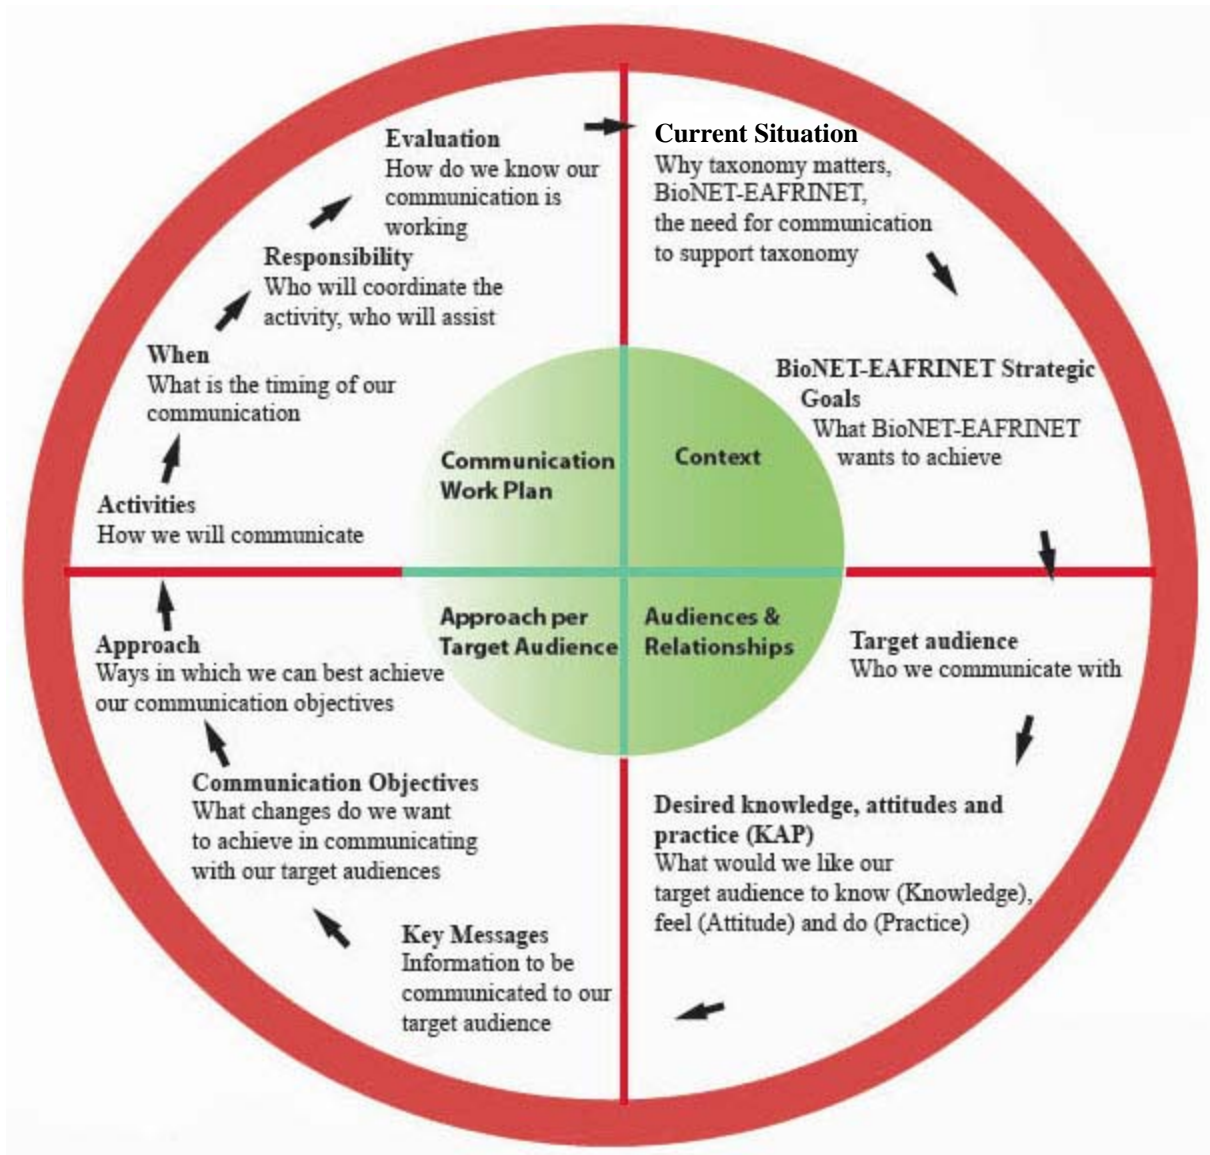 Current Situation
Why taxonomy matters,
BioNET-EAFRINET,
the need for communication
to support taxonomy
BioNET-EAFRINET Strategic
Goals
What BioNET-EAFRINET
wants to achieve
Context
Audiences &
Relationships
Target audience
Who we communicate with
Desired knowledge, attitudes and
practice (KAP)
What would we like our
target audience to know (Knowledge),
feel (Attitude) and do (Practice)
Approach per
Target Audience
Key Messages
Information to be
communicated to our
target audience
Communication Objectives
What changes do we want
to achieve in communicating
with our target audiences
Approach
Ways in which we can best achieve
our communication objectives
Communication
Work Plan
Activities
How we will communicate
When
What is the timing of our
communication
Responsibility
Who will coordinate the
activity, who will assist
Evaluation
How do we know our
communication is
working